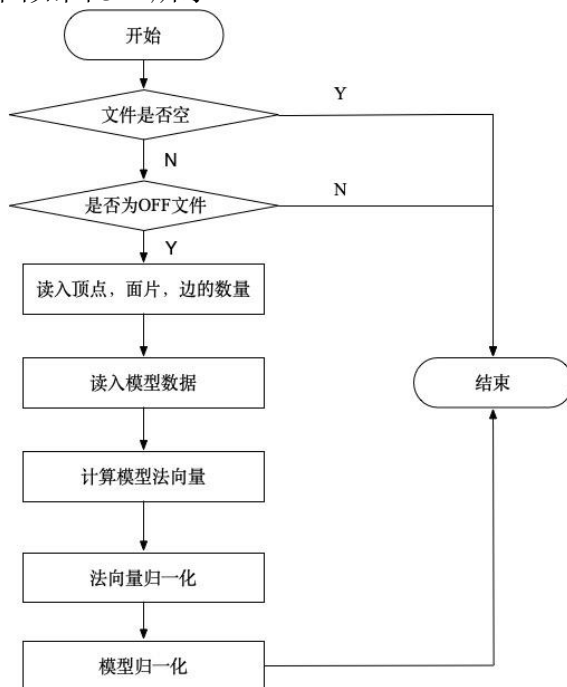 开始
文件是否空
Y
N
是否为OFF文件
N
Y
读入顶点，面片，边的数量
读入模型数据
结束
计算模型法向量
法向量归一化
模型归一化